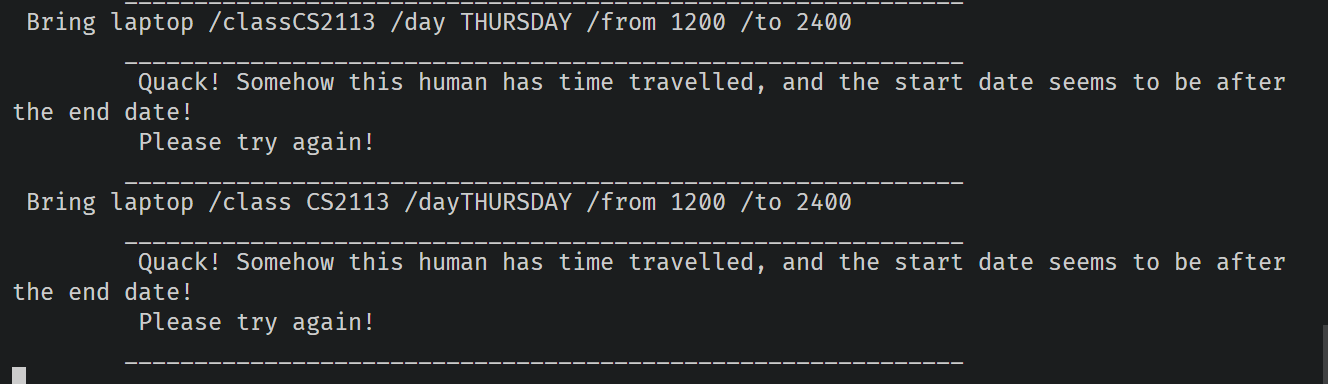 ____________________________________________________________
Bring laptop /classCS2113 /day THURSDAY /from 1200 /to 2400
____________________________________________________________
Quack! Somehow this human has time travelled, and the start date seems to be after
the end date!
Please try again!
____________________________________________________________
Bring laptop /class CS2113 /dayTHURSDAY /from 1200 /to 2400
____________________________________________________________
Quack! Somehow this human has time travelled, and the start date seems to be after
the end date!
Please try again!
____________________________________________________________